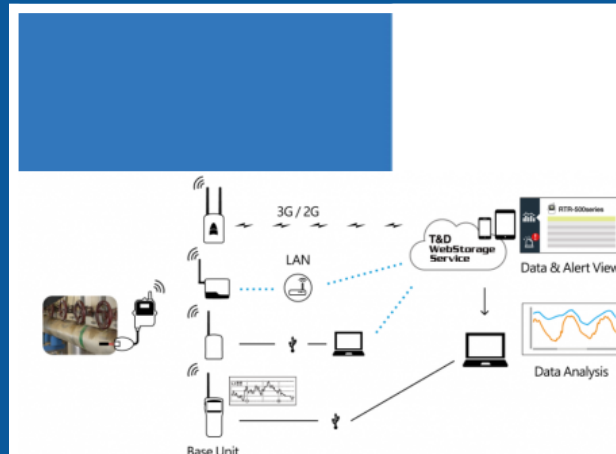 3G / 2G
T&D
WebStorage
Service
RTR-500series
Data & Alert View
LAN
Data Analysis
Base Unit